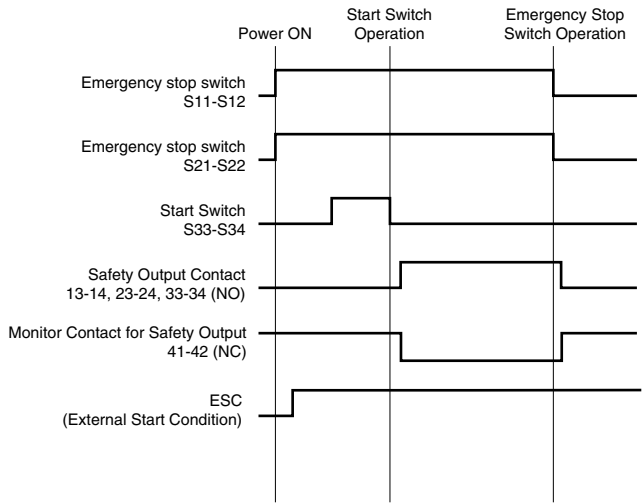 Power ON
Start Switch
Operation
Emergency Stop
Switch Operation
Emergency stop switch
S11-S12
Emergency stop switch
S21-S22
Start Switch
S33-S34
Safety Output Contact
13-14, 23-24, 33-34 (NO)
Monitor Contact for Safety Output
41-42 (NC)
ESC
(External Start Condition)